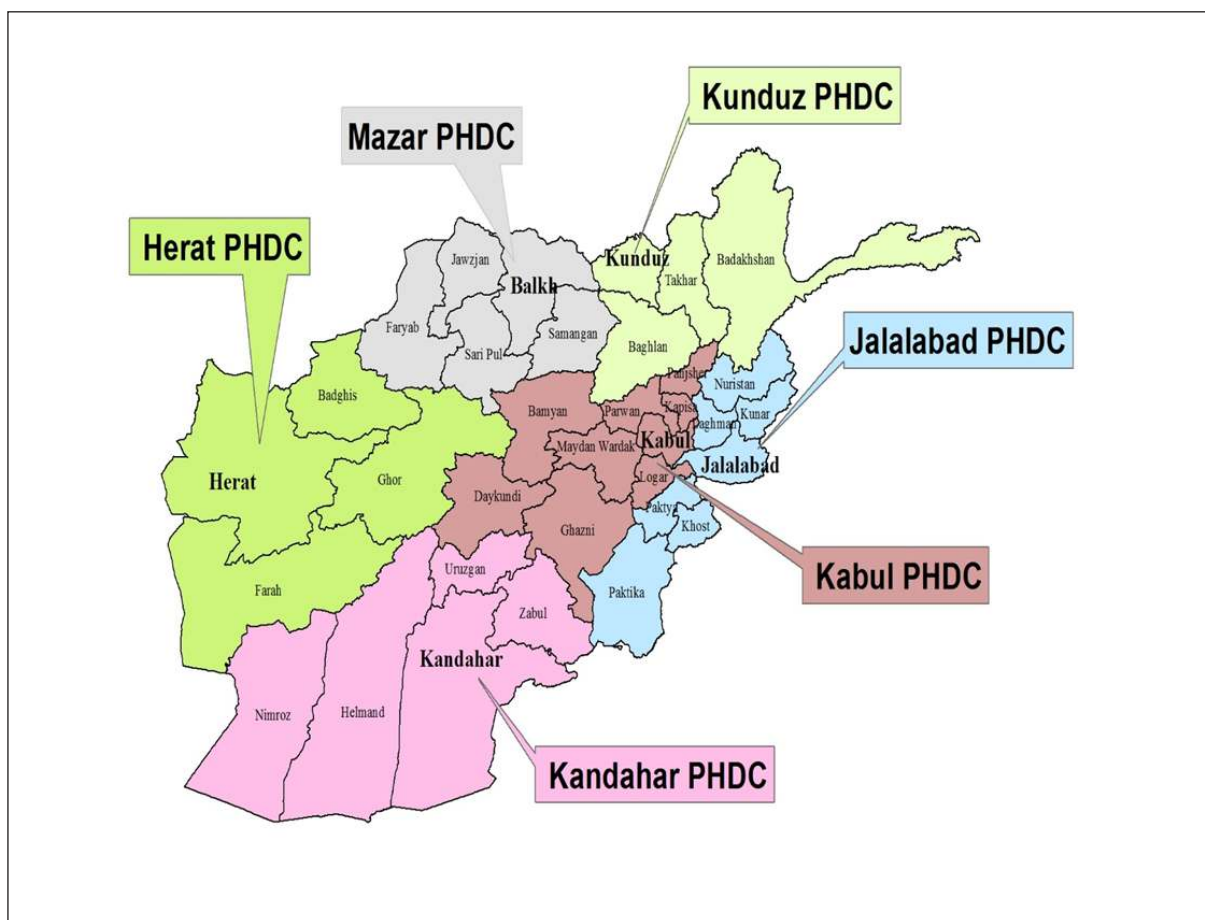 Kunduz PHDC
Mazar PHDC
Herat PHDC
Jawzjan
Kunduz
Badakhshan
Takhar
Balkh
Faryab
Samangan
Baghlan
Jalalabad PHDC
Sari Pul
Panjsher
Nuristan
Badghis
Bamyan
Parwan
Kapisa
Kunar
Laghman
Maydan Wardak
Kabul
Jalalabad
Herat
Ghor
Logar
Daykundi
Paktya
Khost
Ghazni
Uruzgan
Kabul PHDC
Farah
Paktika
Zabul
Kandahar
Nimroz
Helmand
Kandahar PHDC